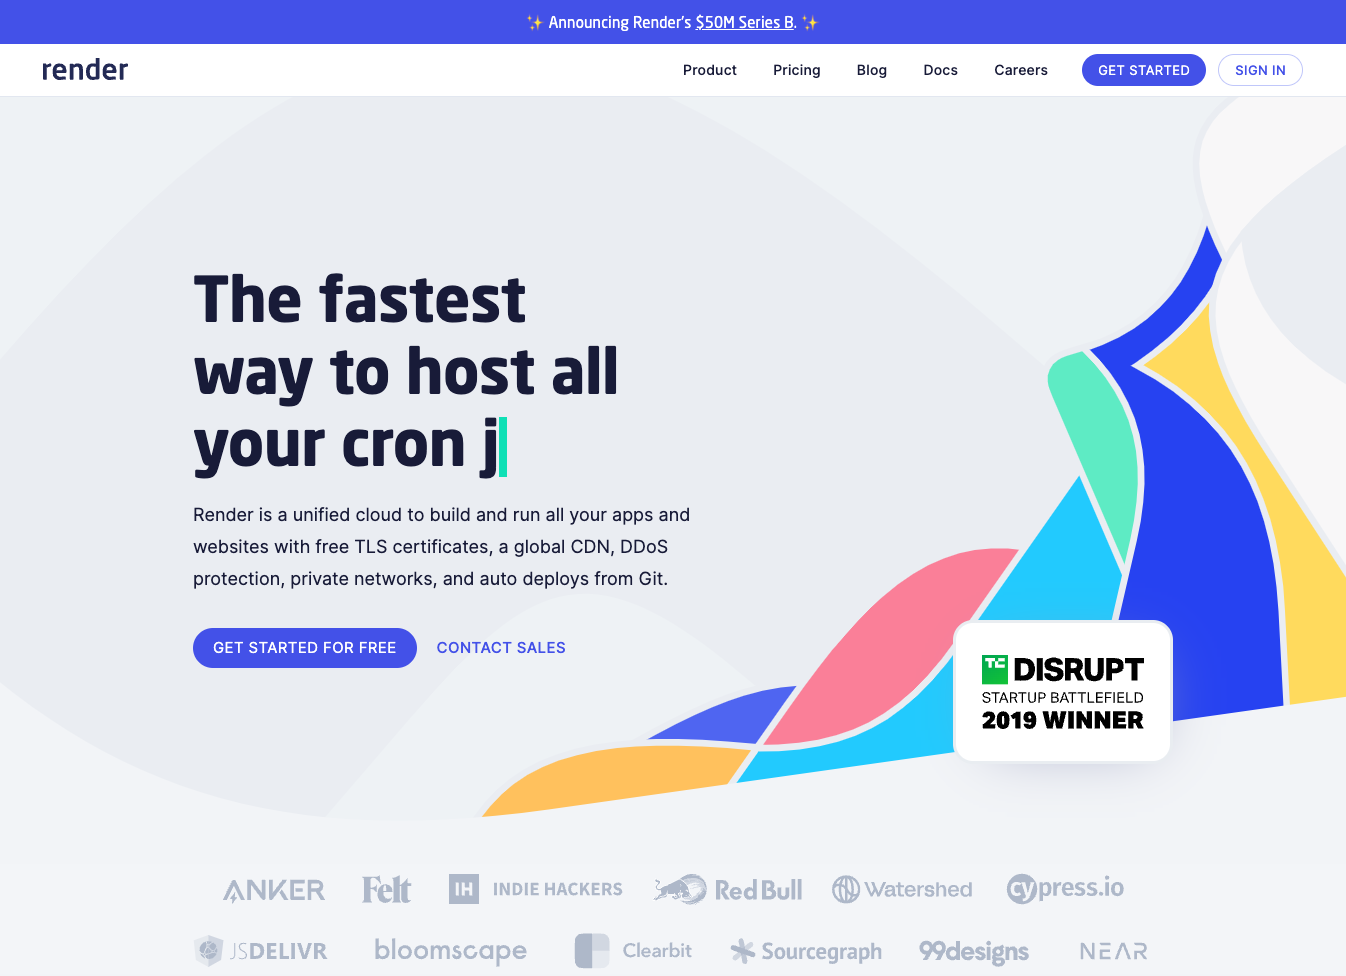 ✨ Announcing Render's $50M Series B. ✨
render
Product Pricing Blog Docs Careers GET STARTED SIGN IN
The fastest
way to host all
your cron j
Render is a unified cloud to build and run all your apps and
websites with free TLS certificates, a global CDN, DDoS
protection, private networks, and auto deploys from Git.
GET STARTED FOR FREE CONTACT SALES
TC DISRUPT
STARTUP BATTLEFIELD
2019 WINNER
ANKER Felt IH INDIE HACKERS Red Bull Watershed cypress.io
JSDELIVR bloomscape Clearbit Sourcegraph 99designs NEAR